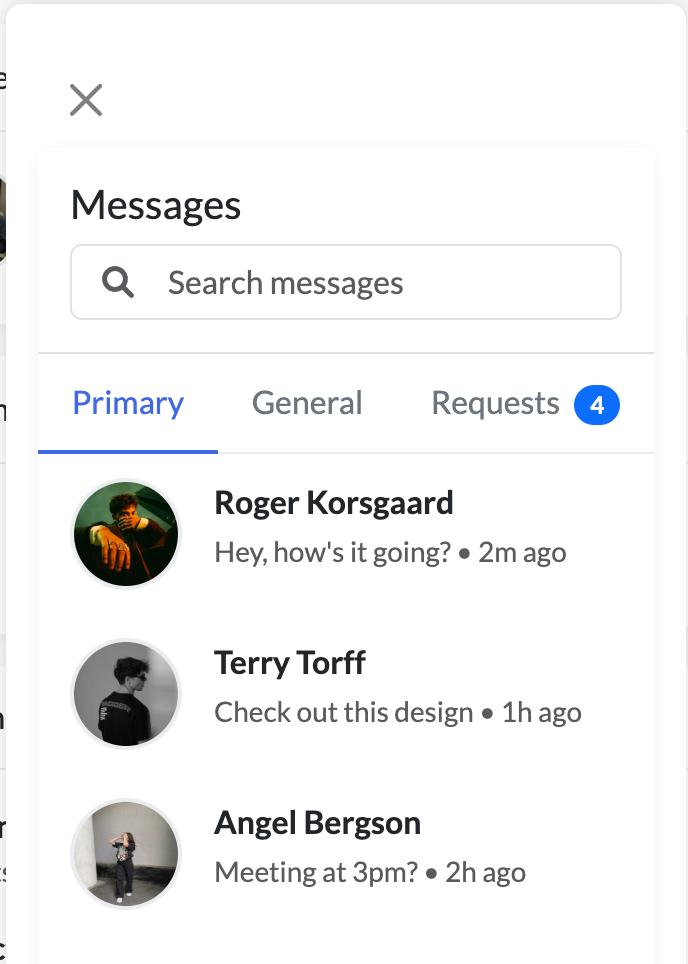 Messages
Search messages
Primary General Requests 4
Roger Korsgaard
Hey, how's it going? • 2m ago
Terry Torff
Check out this design • 1h ago
Angel Bergson
Meeting at 3pm? • 2h ago